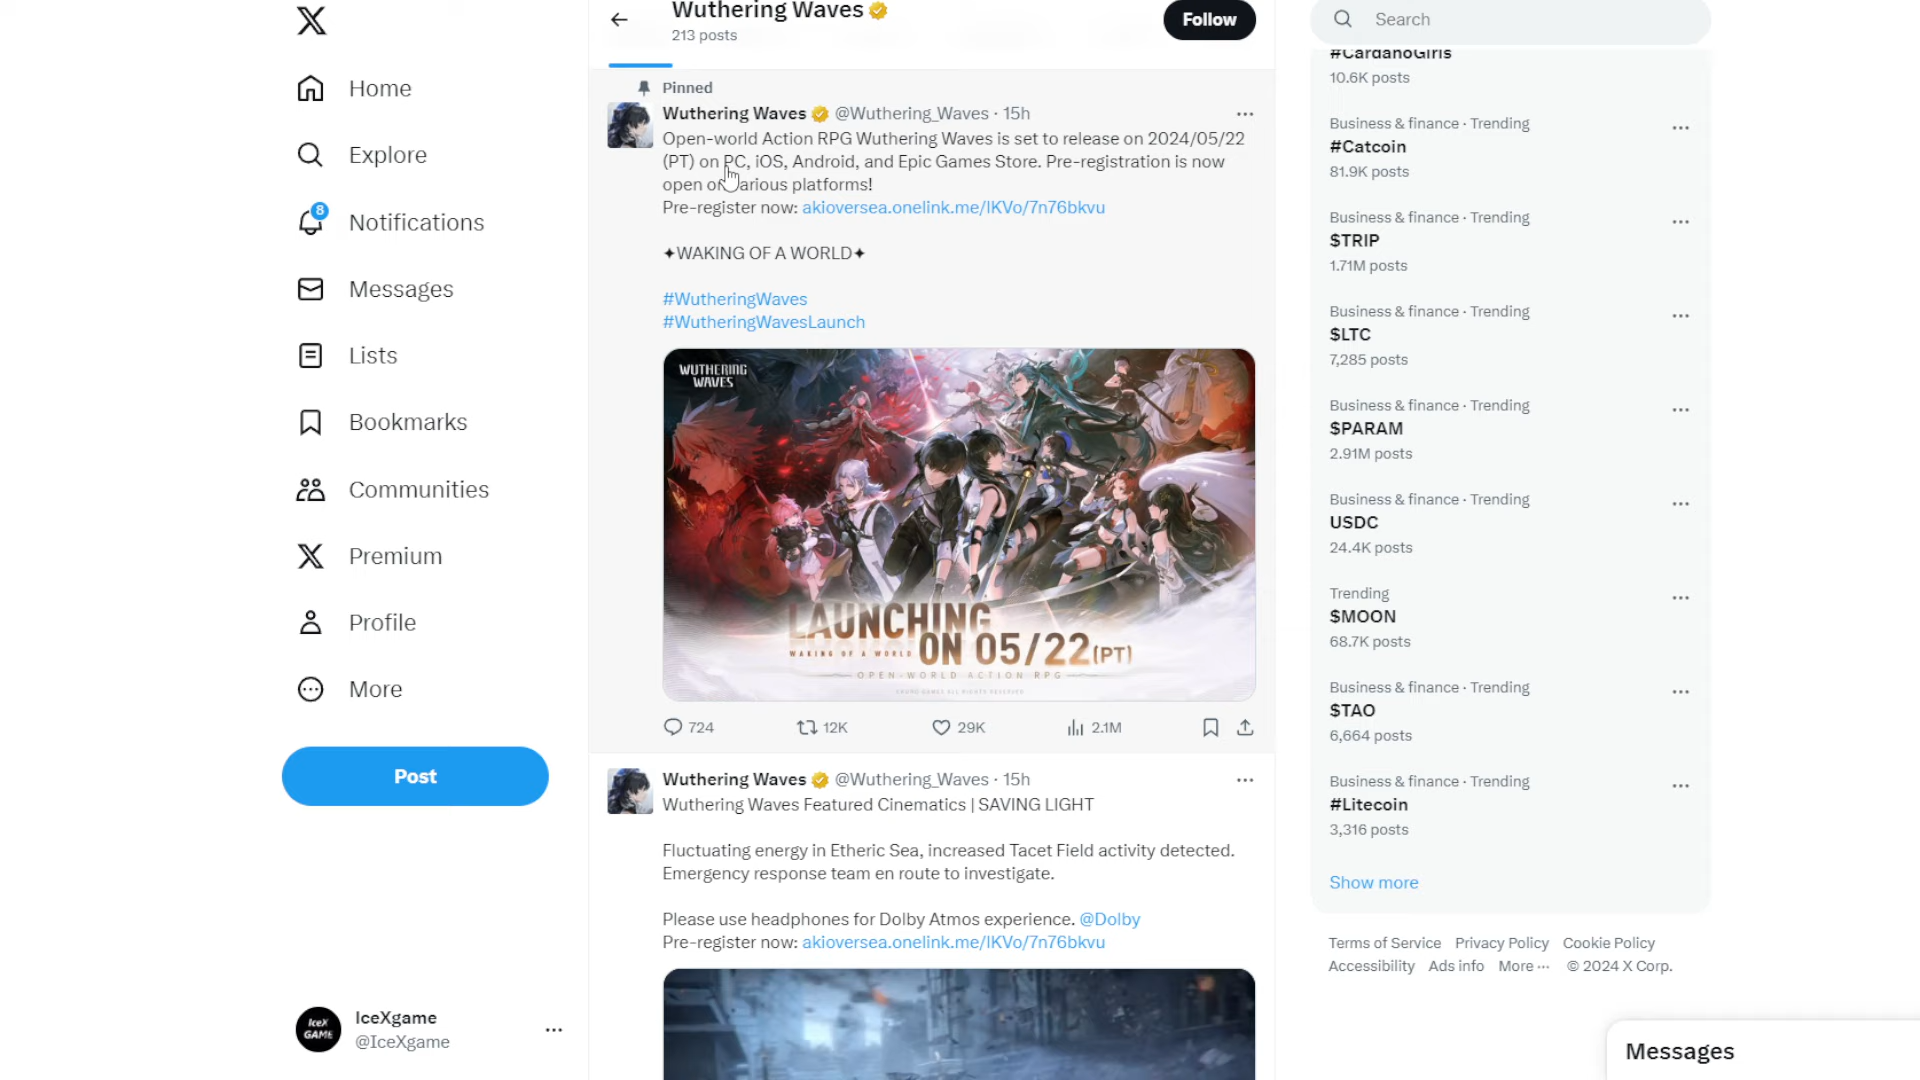 Home
Explore
8
Notifications
Messages
Lists
Bookmarks
Communities
Premium
Profile
More
Post
IceX
GAME
IceXgame
@IceXgame
Wuthering Waves
213 posts
Follow
Pinned
Wuthering Waves @Wuthering_Waves · 15h
Open-world Action RPG Wuthering Waves is set to release on 2024/05/22
(PT) on PC, iOS, Android, and Epic Games Store. Pre-registration is now
open on various platforms!
Pre-register now: akioversea.onelink.me/IKVo/7n76bkvu
✦WAKING OF A WORLD✦
#WutheringWaves
#WutheringWavesLaunch
WUTHERING
WAVES
LAUNCHING
WAKING OF A WORLD ON 05/22(PT)
OPEN-WORLD ACTION RPG
KURO GAMES ALL RIGHTS RESERVED
724 12K 29K 2.1M
Wuthering Waves @Wuthering_Waves · 15h
Wuthering Waves Featured Cinematics | SAVING LIGHT
Fluctuating energy in Etheric Sea, increased Tacet Field activity detected.
Emergency response team en route to investigate.
Please use headphones for Dolby Atmos experience. @Dolby
Pre-register now: akioversea.onelink.me/IKVo/7n76bkvu
Search
#CardanoGirls
10.6K posts
Business & finance · Trending
#Catcoin
81.9K posts
Business & finance · Trending
$TRIP
1.71M posts
Business & finance · Trending
$LTC
7,285 posts
Business & finance · Trending
$PARAM
2.91M posts
Business & finance · Trending
USDC
24.4K posts
Trending
$MOON
68.7K posts
Business & finance · Trending
$TAO
6,664 posts
Business & finance · Trending
#Litecoin
3,316 posts
Show more
Terms of Service Privacy Policy Cookie Policy
Accessibility Ads info More ··· © 2024 X Corp.
Messages